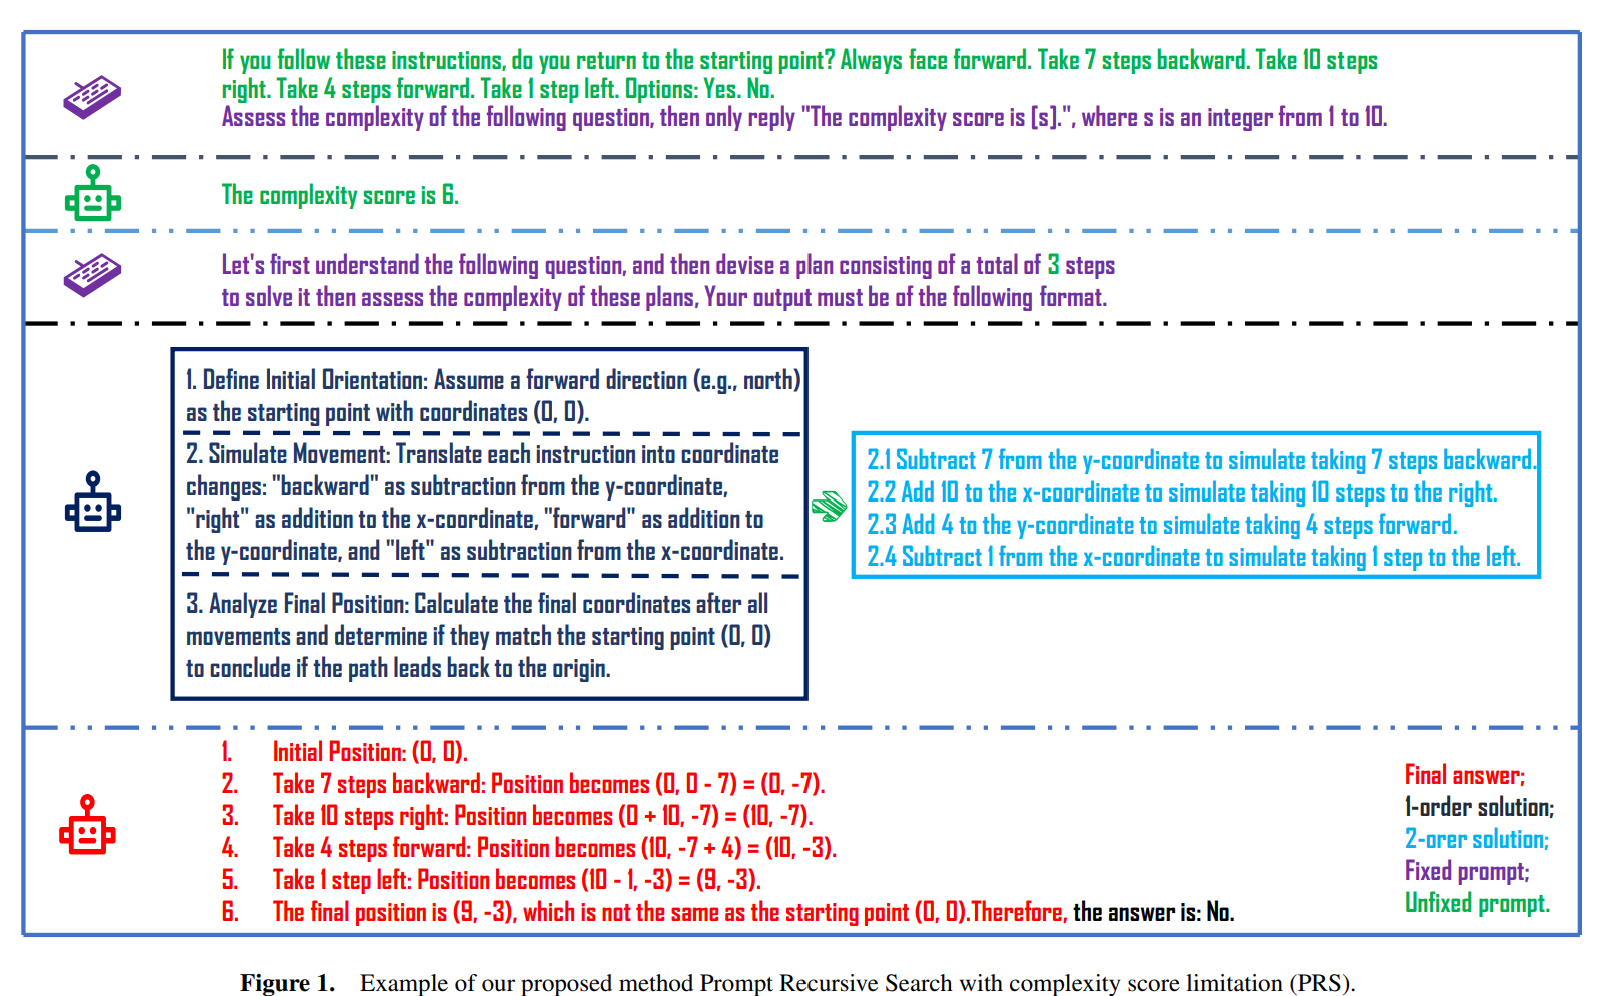 If you follow these instructions, do you return to the starting point? Always face forward. Take 7 steps backward. Take 10 steps
right. Take 4 steps forward. Take 1 step left. Options: Yes. No.
Assess the complexity of the following question, then only reply "The complexity score is [s].", where s is an integer from 1 to 10.
The complexity score is 6.
Let's first understand the following question, and then devise a plan consisting of a total of 3 steps
to solve it then assess the complexity of these plans, Your output must be of the following format.
1. Define Initial Orientation: Assume a forward direction (e.g., north)
as the starting point with coordinates (0, 0).
2. Simulate Movement: Translate each instruction into coordinate
changes: "backward" as subtraction from the y-coordinate,
"right" as addition to the x-coordinate, "forward" as addition to
the y-coordinate, and "left" as subtraction from the x-coordinate.
3. Analyze Final Position: Calculate the final coordinates after all
movements and determine if they match the starting point (0, 0)
to conclude if the path leads back to the origin.
2.1 Subtract 7 from the y-coordinate to simulate taking 7 steps backward.
2.2 Add 10 to the x-coordinate to simulate taking 10 steps to the right.
2.3 Add 4 to the y-coordinate to simulate taking 4 steps forward.
2.4 Subtract 1 from the x-coordinate to simulate taking 1 step to the left.
1. Initial Position: (0, 0).
2. Take 7 steps backward: Position becomes (0, 0 - 7) = (0, -7).
3. Take 10 steps right: Position becomes (0 + 10, -7) = (10, -7).
4. Take 4 steps forward: Position becomes (10, -7 + 4) = (10, -3).
5. Take 1 step left: Position becomes (10 - 1, -3) = (9, -3).
6. The final position is (9, -3), which is not the same as the starting point (0, 0).Therefore, the answer is: No.
Final answer;
1-order solution;
2-orer solution;
Fixed prompt;
Unfixed prompt.
Figure 1. Example of our proposed method Prompt Recursive Search with complexity score limitation (PRS).